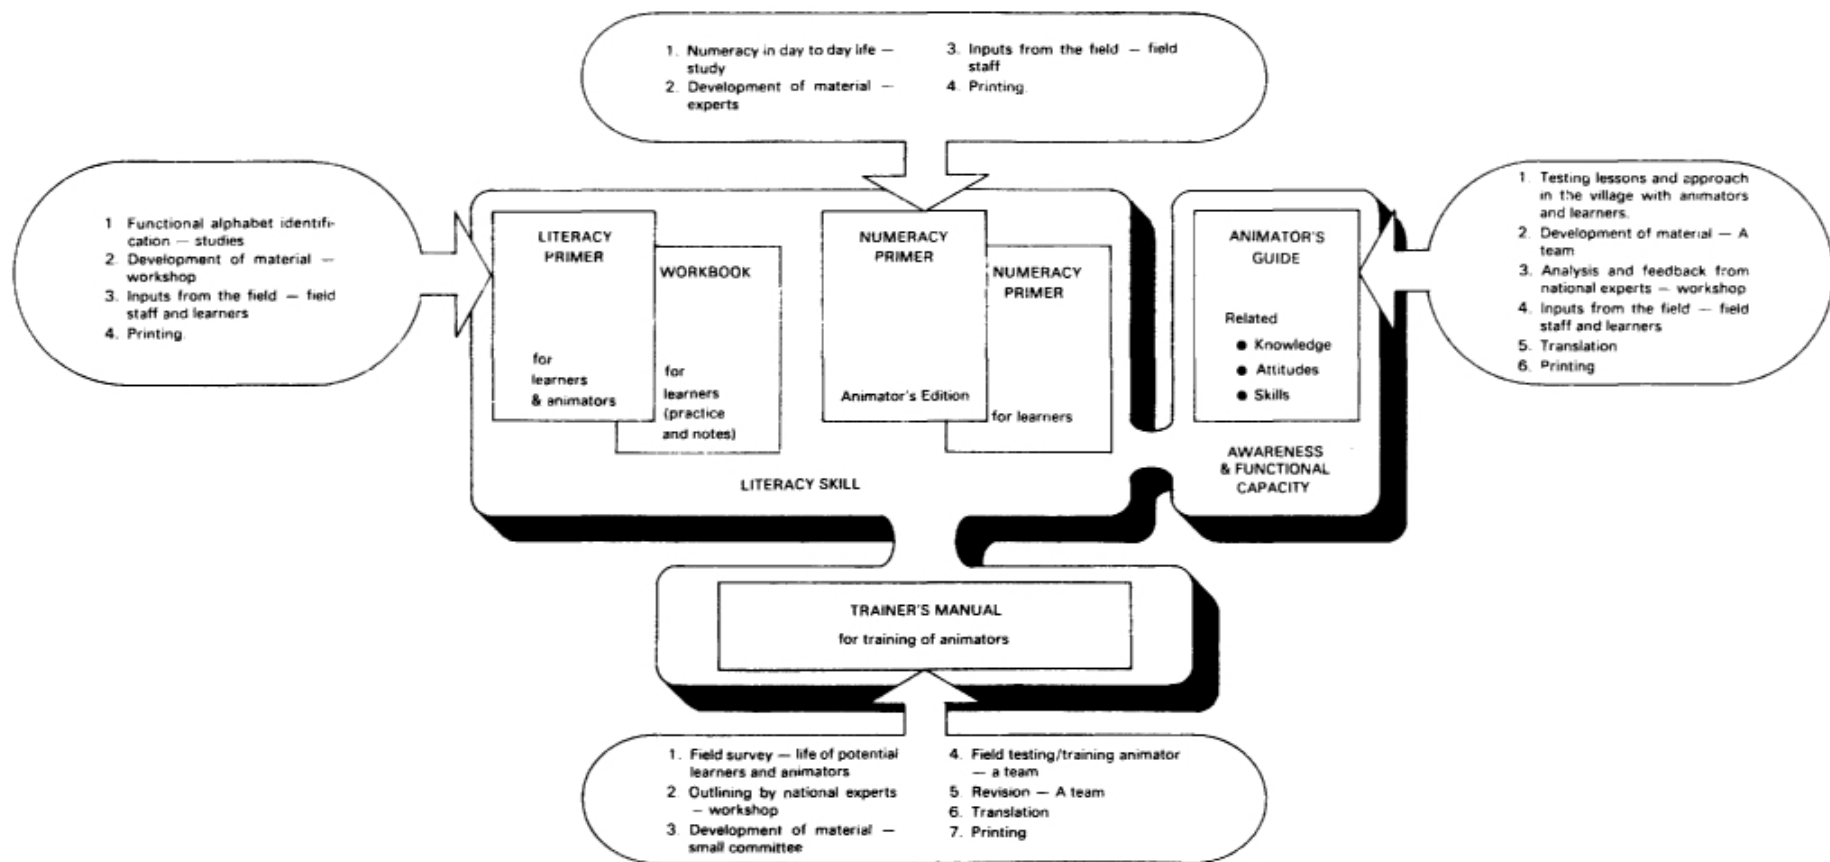 1. Numeracy in day to day life —
study
2. Development of material —
experts
3. Inputs from the field — field
staff
4. Printing.
1 Functional alphabet identifi-
cation — studies
2. Development of material —
workshop
3. Inputs from the field — field
staff and learners
4. Printing.
LITERACY
PRIMER
for
learners
& animators
WORKBOOK
for
learners
(practice
and notes)
NUMERACY
PRIMER
Animator's Edition
NUMERACY
PRIMER
for learners
LITERACY SKILL
ANIMATOR'S
GUIDE
Related
● Knowledge
● Attitudes
● Skills
AWARENESS
& FUNCTIONAL
CAPACITY
1. Testing lessons and approach
in the village with animators
and learners.
2. Development of material — A
team
3. Analysis and feedback from
national experts — workshop
4. Inputs from the field — field
staff and learners
5. Translation
6. Printing
TRAINER'S MANUAL
for training of animators
1. Field survey — life of potential
learners and animators
2. Outlining by national experts
— workshop
3. Development of material —
small committee
4. Field testing/training animator
— a team
5. Revision — A team
6. Translation
7. Printing